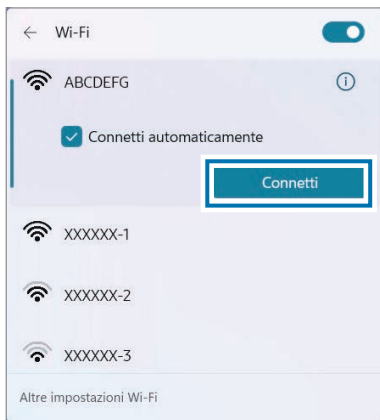 Wi-Fi
ABCDEFG
Connetti automaticamente
Connetti
XXXXXX-1
XXXXXX-2
XXXXXX-3
Altre impostazioni Wi-Fi